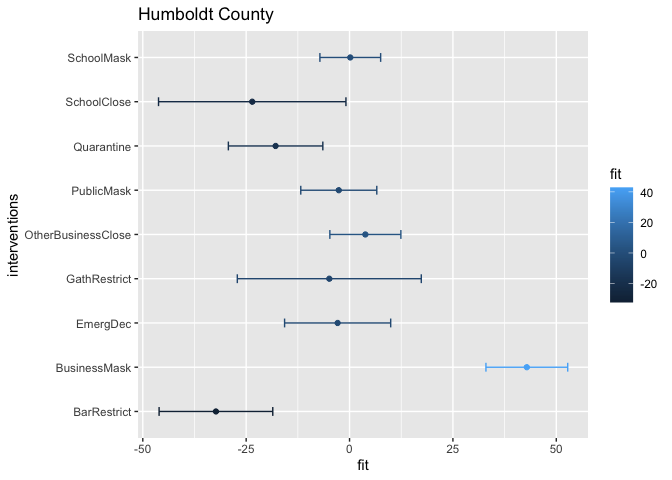 Humboldt County
SchoolMask
SchoolClose
Quarantine
PublicMask
OtherBusinessClose
GathRestrict
EmergDec
BusinessMask
BarRestrict
interventions
-50
-25
0
25
50
fit
fit
40
20
0
-20